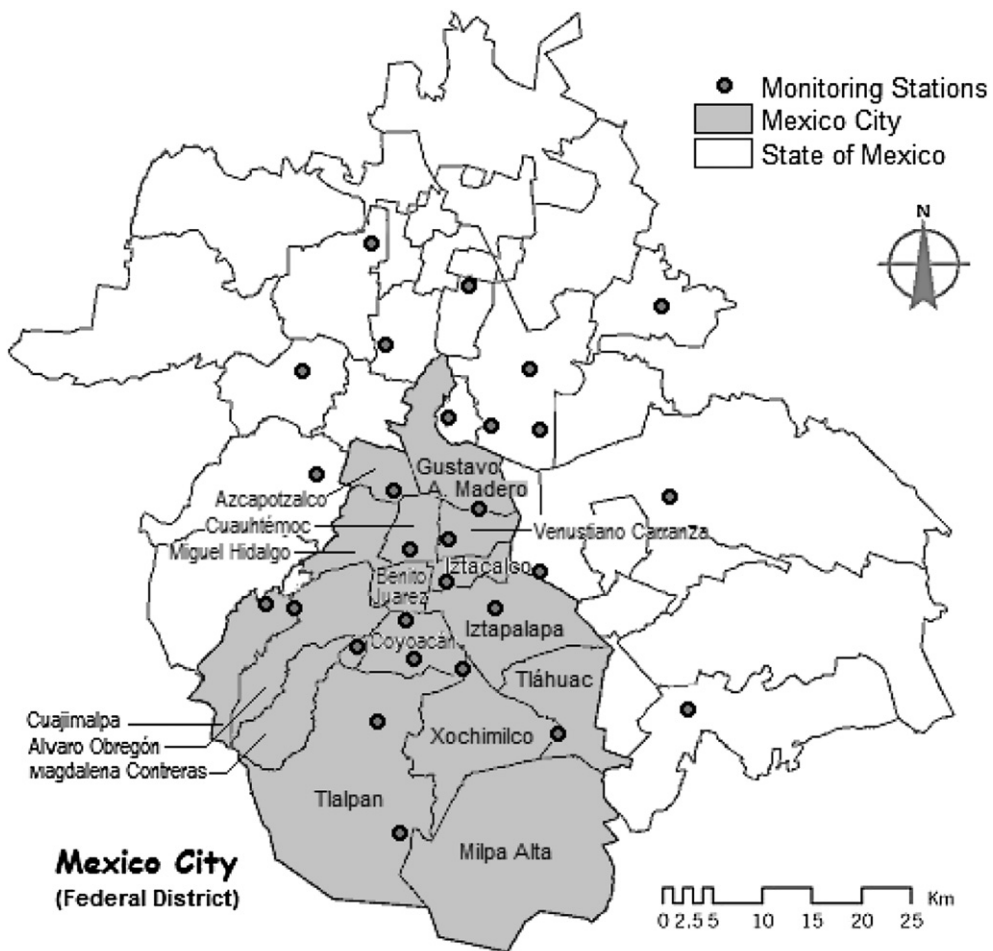 Monitoring Stations
Mexico City
State of Mexico
N
Gustavo
A. Madero
Azcapotzalco
Cuauhtémoc
Venustiano Carranza
Miguel Hidalgo
Iztacalco
Benito
Juarez
Iztapalapa
Coyoacán
Tláhuac
Cuajimalpa
Xochimilco
Alvaro Obregón
Magdalena Contreras
Tlalpan
Milpa Alta
Mexico City
(Federal District)
Km
0 2.5 5 10 15 20 25